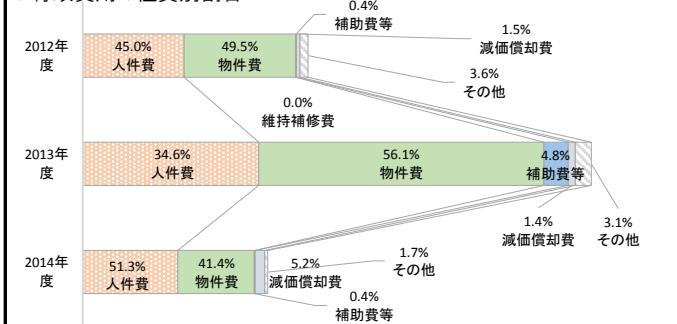 0.4%
補助費等
1.5%
減価償却費
2012年
度
45.0%
人件費
49.5%
物件費
3.6%
その他
0.0%
維持補修費
2013年
度
34.6%
人件費
56.1%
物件費
4.8%
補助費等
1.4%
減価償却費
3.1%
その他
2014年
度
51.3%
人件費
41.4%
物件費
5.2%
減価償却費
1.7%
その他
0.4%
補助費等